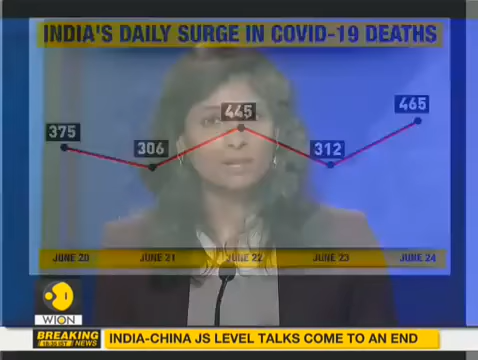 INDIA'S DAILY SURGE IN COVID-19 DEATHS
375
306
445
312
465
JUNE 20
JUNE 21
JUNE 22
JUNE 23
JUNE 24
WION
BREAKING
NEWS
INDIA-CHINA JS LEVEL TALKS COME TO AN END